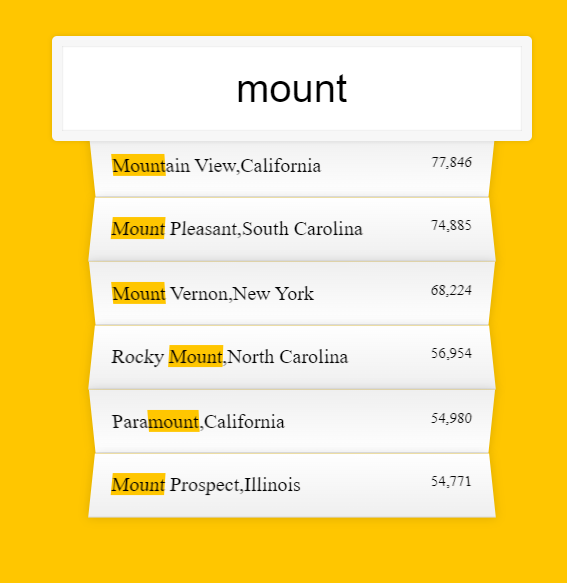 mount
Mountain View,California 77,846
Mount Pleasant,South Carolina 74,885
Mount Vernon,New York 68,224
Rocky Mount,North Carolina 56,954
Paramount,California 54,980
Mount Prospect,Illinois 54,771